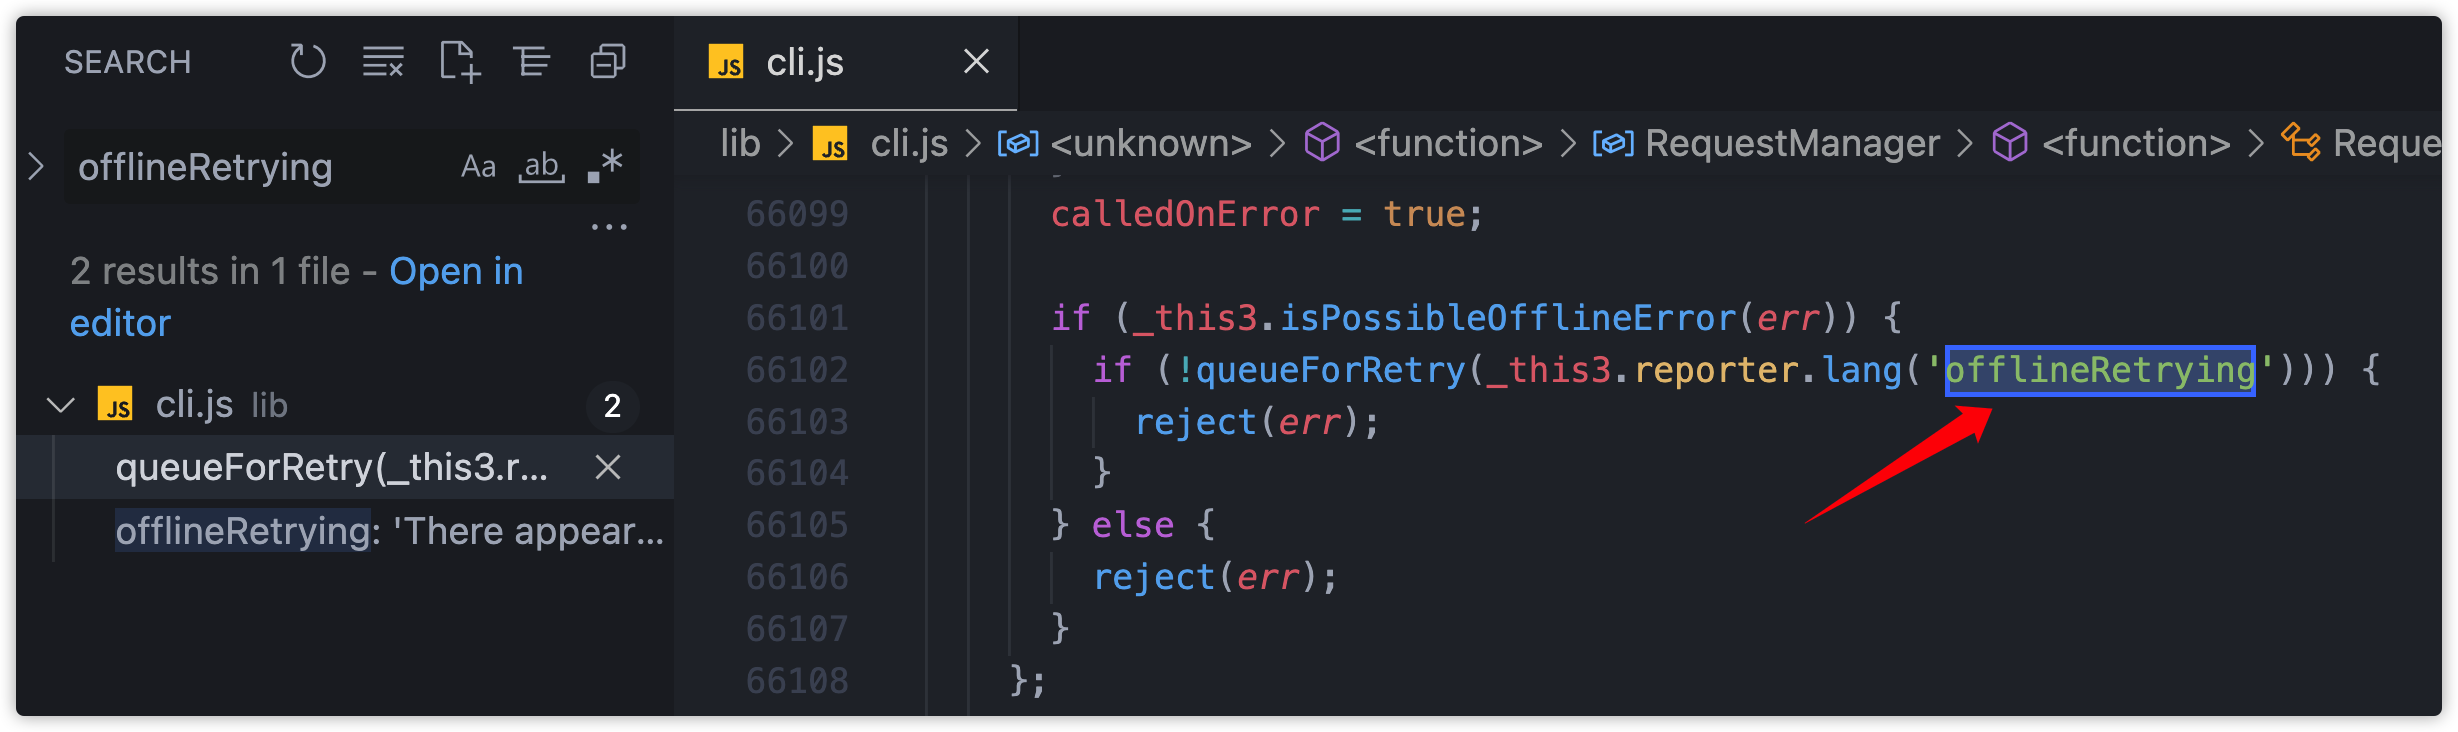 SEARCH
offlineRetrying Aa ab .*
...
2 results in 1 file - Open in
editor
JS cli.js lib 2
queueForRetry(_this3.r...
offlineRetrying: 'There appear...
JS cli.js
lib > JS cli.js > <unknown> > <function> > RequestManager > <function> > Reque
66099 calledOnError = true;
66100
66101 if (_this3.isPossibleOfflineError(err)) {
66102 if (!queueForRetry(_this3.reporter.lang('offlineRetrying'))) {
66103 reject(err);
66104 }
66105 } else {
66106 reject(err);
66107 }
66108 };